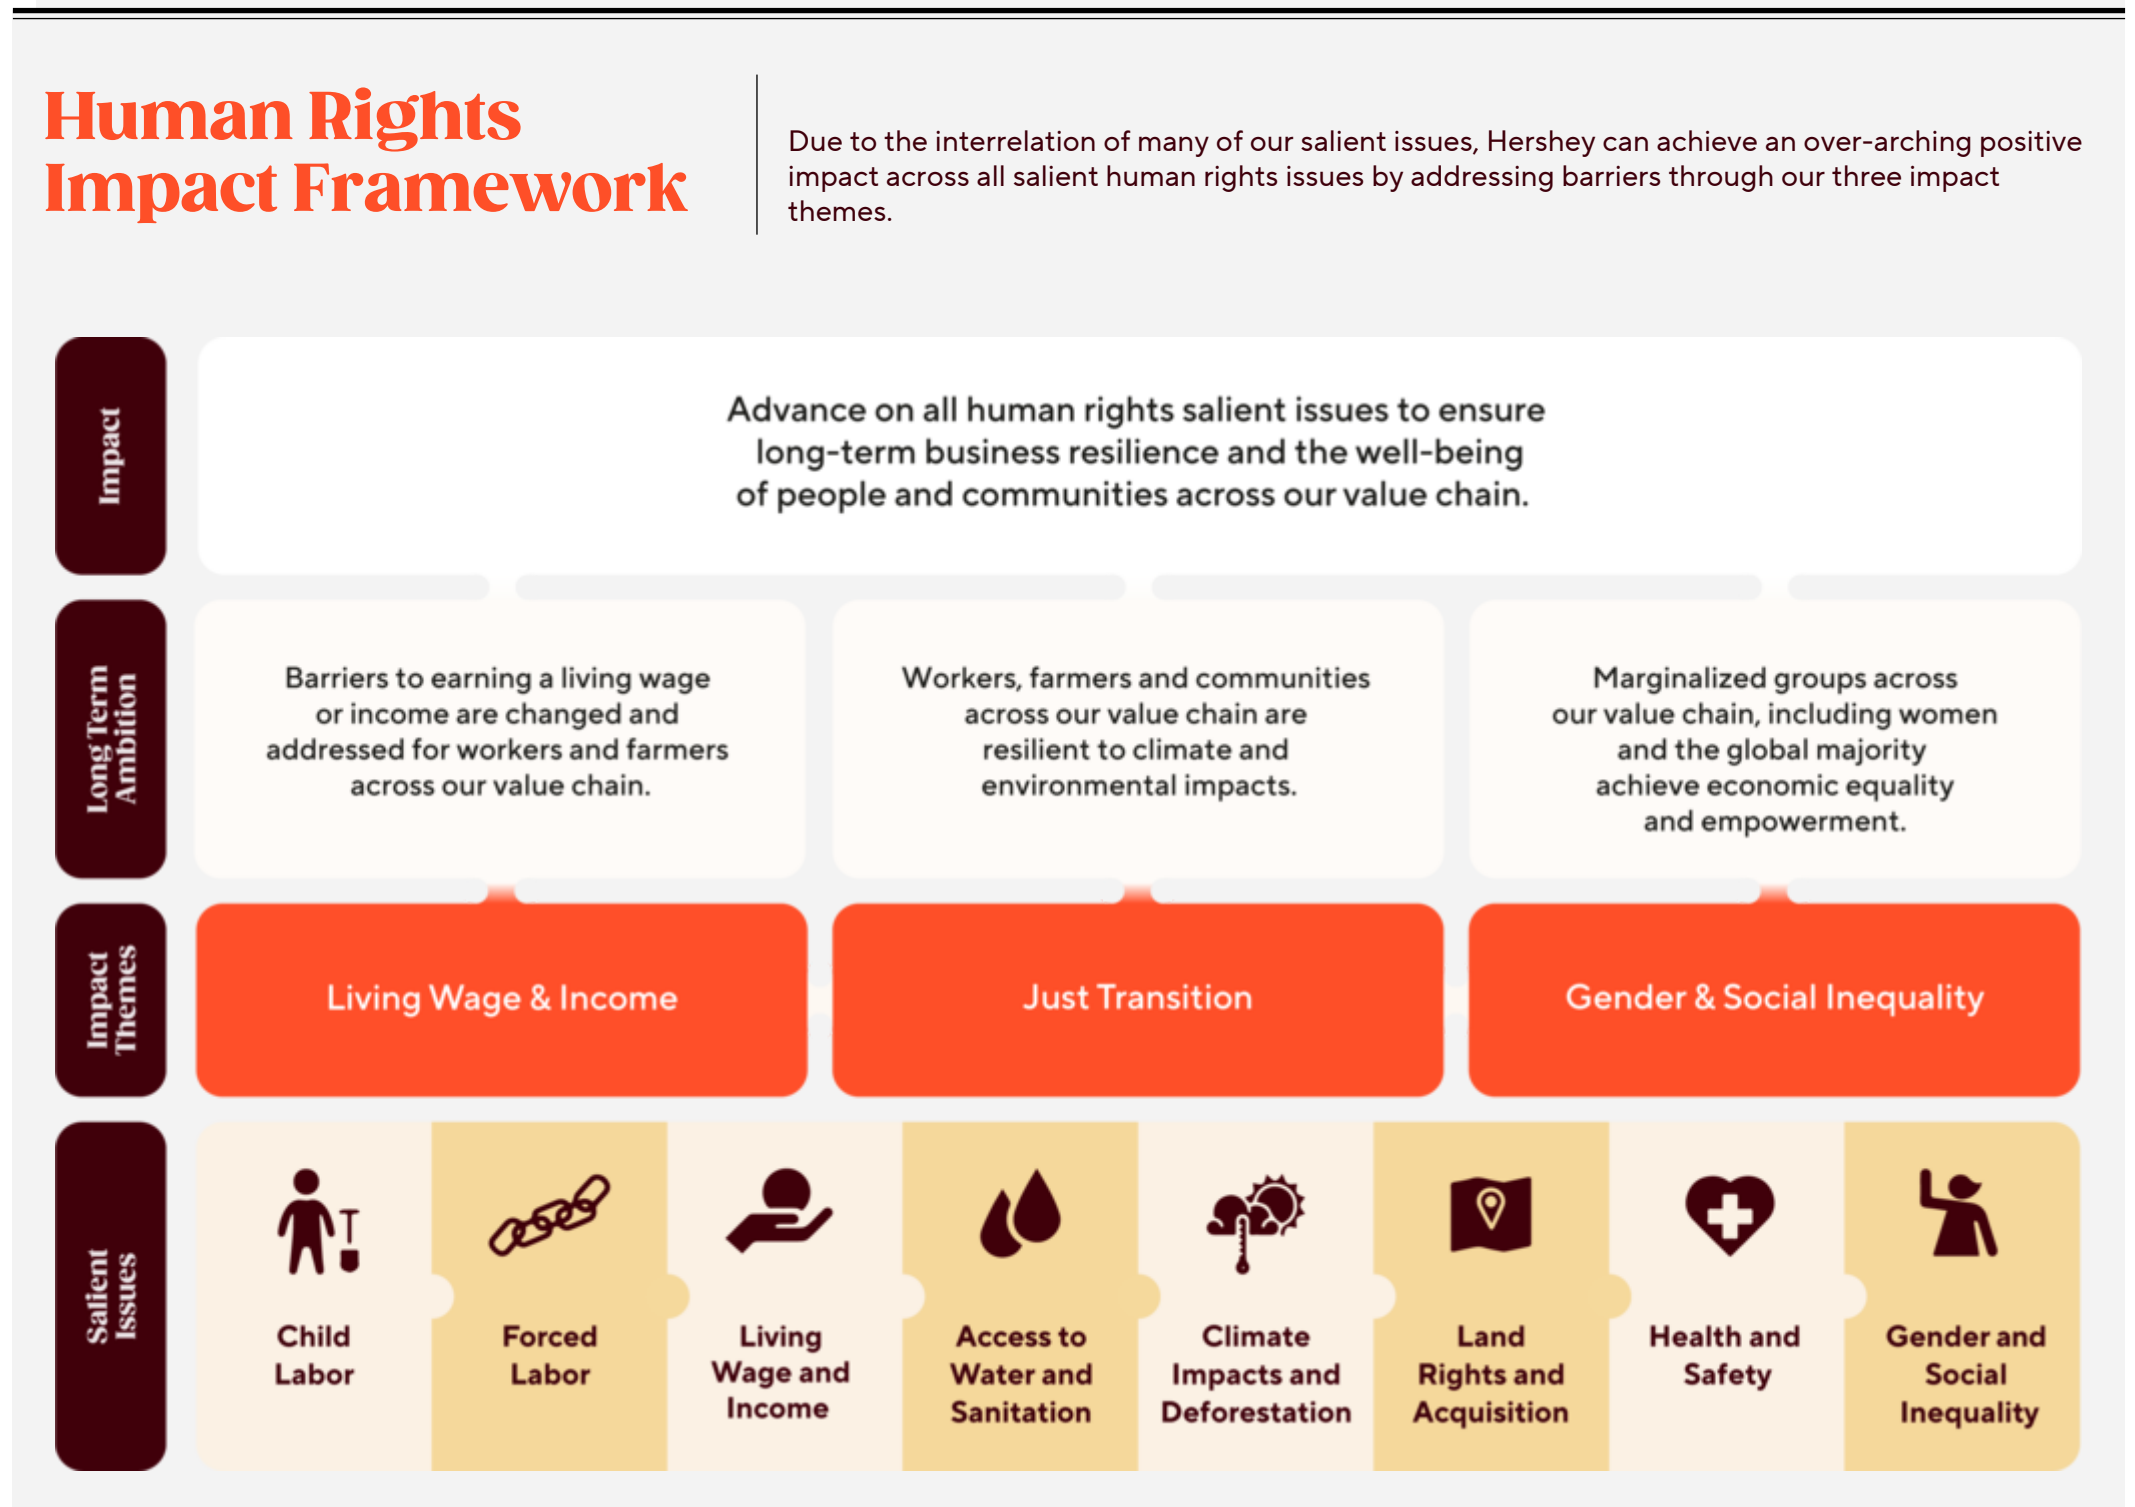 Human Rights
Impact Framework
Due to the interrelation of many of our salient issues, Hershey can achieve an over-arching positive
impact across all salient human rights issues by addressing barriers through our three impact
themes.
Impact
Advance on all human rights salient issues to ensure
long-term business resilience and the well-being
of people and communities across our value chain.
Long Term
Ambition
Barriers to earning a living wage
or income are changed and
addressed for workers and farmers
across our value chain.
Workers, farmers and communities
across our value chain are
resilient to climate and
environmental impacts.
Marginalized groups across
our value chain, including women
and the global majority
achieve economic equality
and empowerment.
Impact
Themes
Living Wage & Income
Just Transition
Gender & Social Inequality
Salient
Issues
Child
Labor
Forced
Labor
Living
Wage and
Income
Access to
Water and
Sanitation
Climate
Impacts and
Deforestation
Land
Rights and
Acquisition
Health and
Safety
Gender and
Social
Inequality